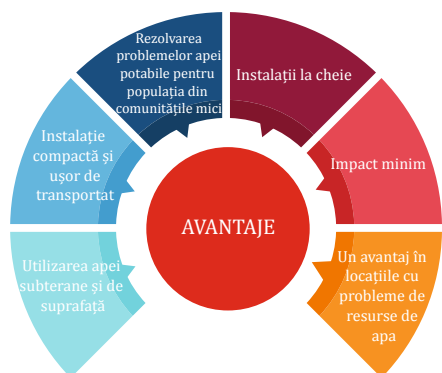 Rezolvarea
problemelor apei
potabile pentru
populația din
comunitățile mici
Instalații la cheie
Instalație
compactă și
ușor de
transportat
Impact minim
AVANTAJE
Utilizarea apei
subterane și de
suprafață
Un avantaj în
locațiile cu
probleme de
resurse de
apa